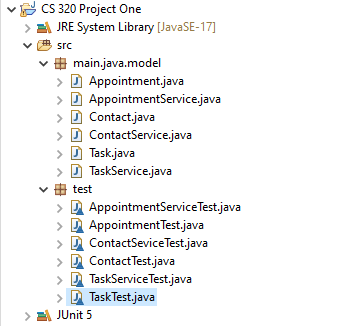 CS 320 Project One
JRE System Library [JavaSE-17]
src
main.java.model
Appointment.java
AppointmentService.java
Contact.java
ContactService.java
Task.java
TaskService.java
test
AppointmentServiceTest.java
AppointmentTest.java
ContactSeviceTest.java
ContactTest.java
TaskServiceTest.java
TaskTest.java
JUnit 5